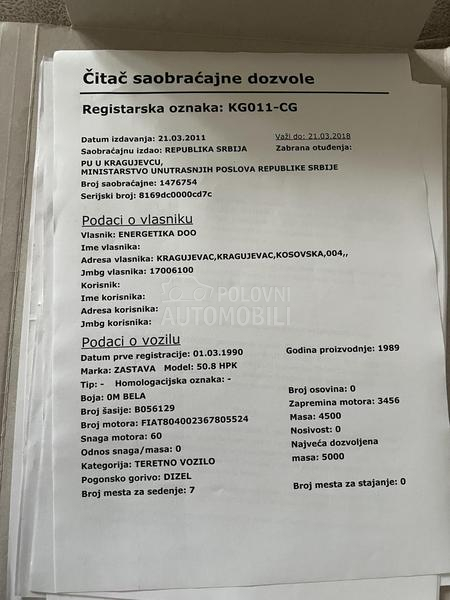 Čitač saobraćajne dozvole
Registarska oznaka: KG011-CG
Datum izdavanja: 21.03.2011 Važi do: 21.03.2018
Saobraćajnu izdao: REPUBLIKA SRBIJA Zabrana otuđenja:
PU U KRAGUJEVCU,
MINISTARSTVO UNUTRASNJIH POSLOVA REPUBLIKE SRBIJE
Broj saobraćajne: 1476754
Serijski broj: 8169dc0000cd7c
Podaci o vlasniku
Vlasnik: ENERGETIKA DOO
Ime vlasnika:
Adresa vlasnika: KRAGUJEVAC,KRAGUJEVAC,KOSOVSKA,004,,
Jmbg vlasnika: 17006100
Korisnik:
Ime korisnika:
Adresa korisnika:
Jmbg korisnika:
POLOVNI
AUTOMOBILI
Podaci o vozilu
Datum prve registracije: 01.03.1990 Godina proizvodnje: 1989
Marka: ZASTAVA Model: 50.8 HPK
Tip: - Homologacijska oznaka: -
Boja: 0M BELA Broj osovina: 0
Broj šasije: B056129 Zapremina motora: 3456
Broj motora: FIAT804002367805524 Masa: 4500
Snaga motora: 60 Nosivost: 0
Odnos snaga/masa: 0 Najveća dozvoljena
Kategorija: TERETNO VOZILO masa: 5000
Pogonsko gorivo: DIZEL
Broj mesta za sedenje: 7 Broj mesta za stajanje: 0